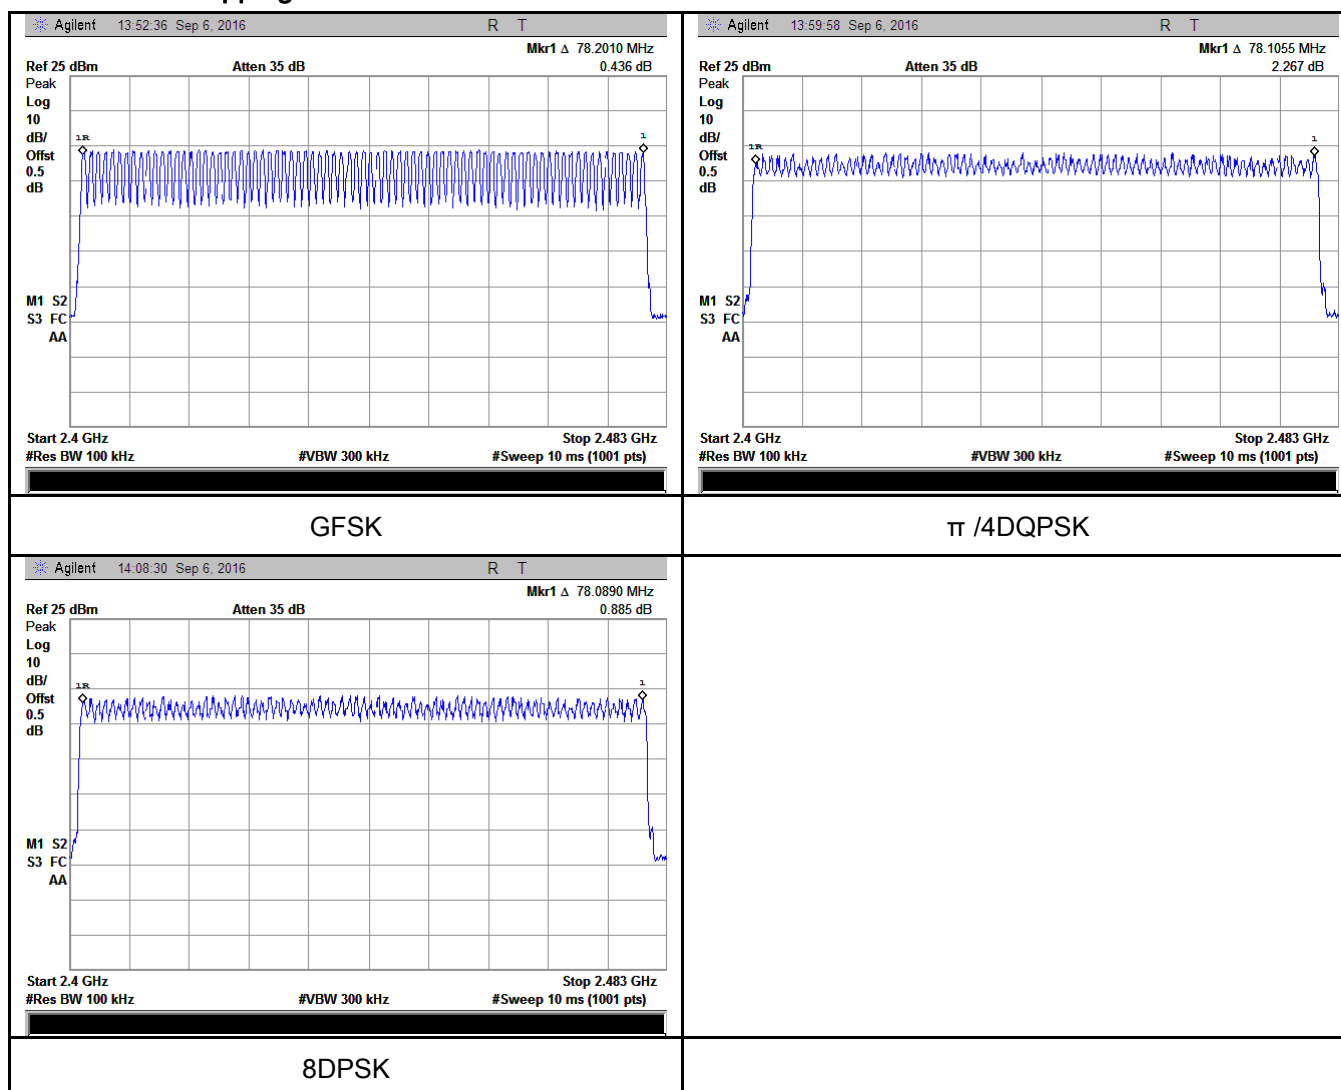 Agilent 13:52:36 Sep 6, 2016 R T
Mkr1 Δ 78.2010 MHz
Ref 25 dBm Atten 35 dB 0.436 dB
Peak
Log
10
dB/
Offst
0.5
dB
1R 1
M1 S2
S3 FC
AA
Start 2.4 GHz Stop 2.483 GHz
#Res BW 100 kHz #VBW 300 kHz #Sweep 10 ms (1001 pts)
GFSK
Agilent 13:59:58 Sep 6, 2016 R T
Mkr1 Δ 78.1055 MHz
Ref 25 dBm Atten 35 dB 2.267 dB
Peak
Log
10
dB/
Offst
0.5
dB
1R 1
M1 S2
S3 FC
AA
Start 2.4 GHz Stop 2.483 GHz
#Res BW 100 kHz #VBW 300 kHz #Sweep 10 ms (1001 pts)
π /4DQPSK
Agilent 14:08:30 Sep 6, 2016 R T
Mkr1 Δ 78.0890 MHz
Ref 25 dBm Atten 35 dB 0.885 dB
Peak
Log
10
dB/
Offst
0.5
dB
1R 1
M1 S2
S3 FC
AA
Start 2.4 GHz Stop 2.483 GHz
#Res BW 100 kHz #VBW 300 kHz #Sweep 10 ms (1001 pts)
8DPSK